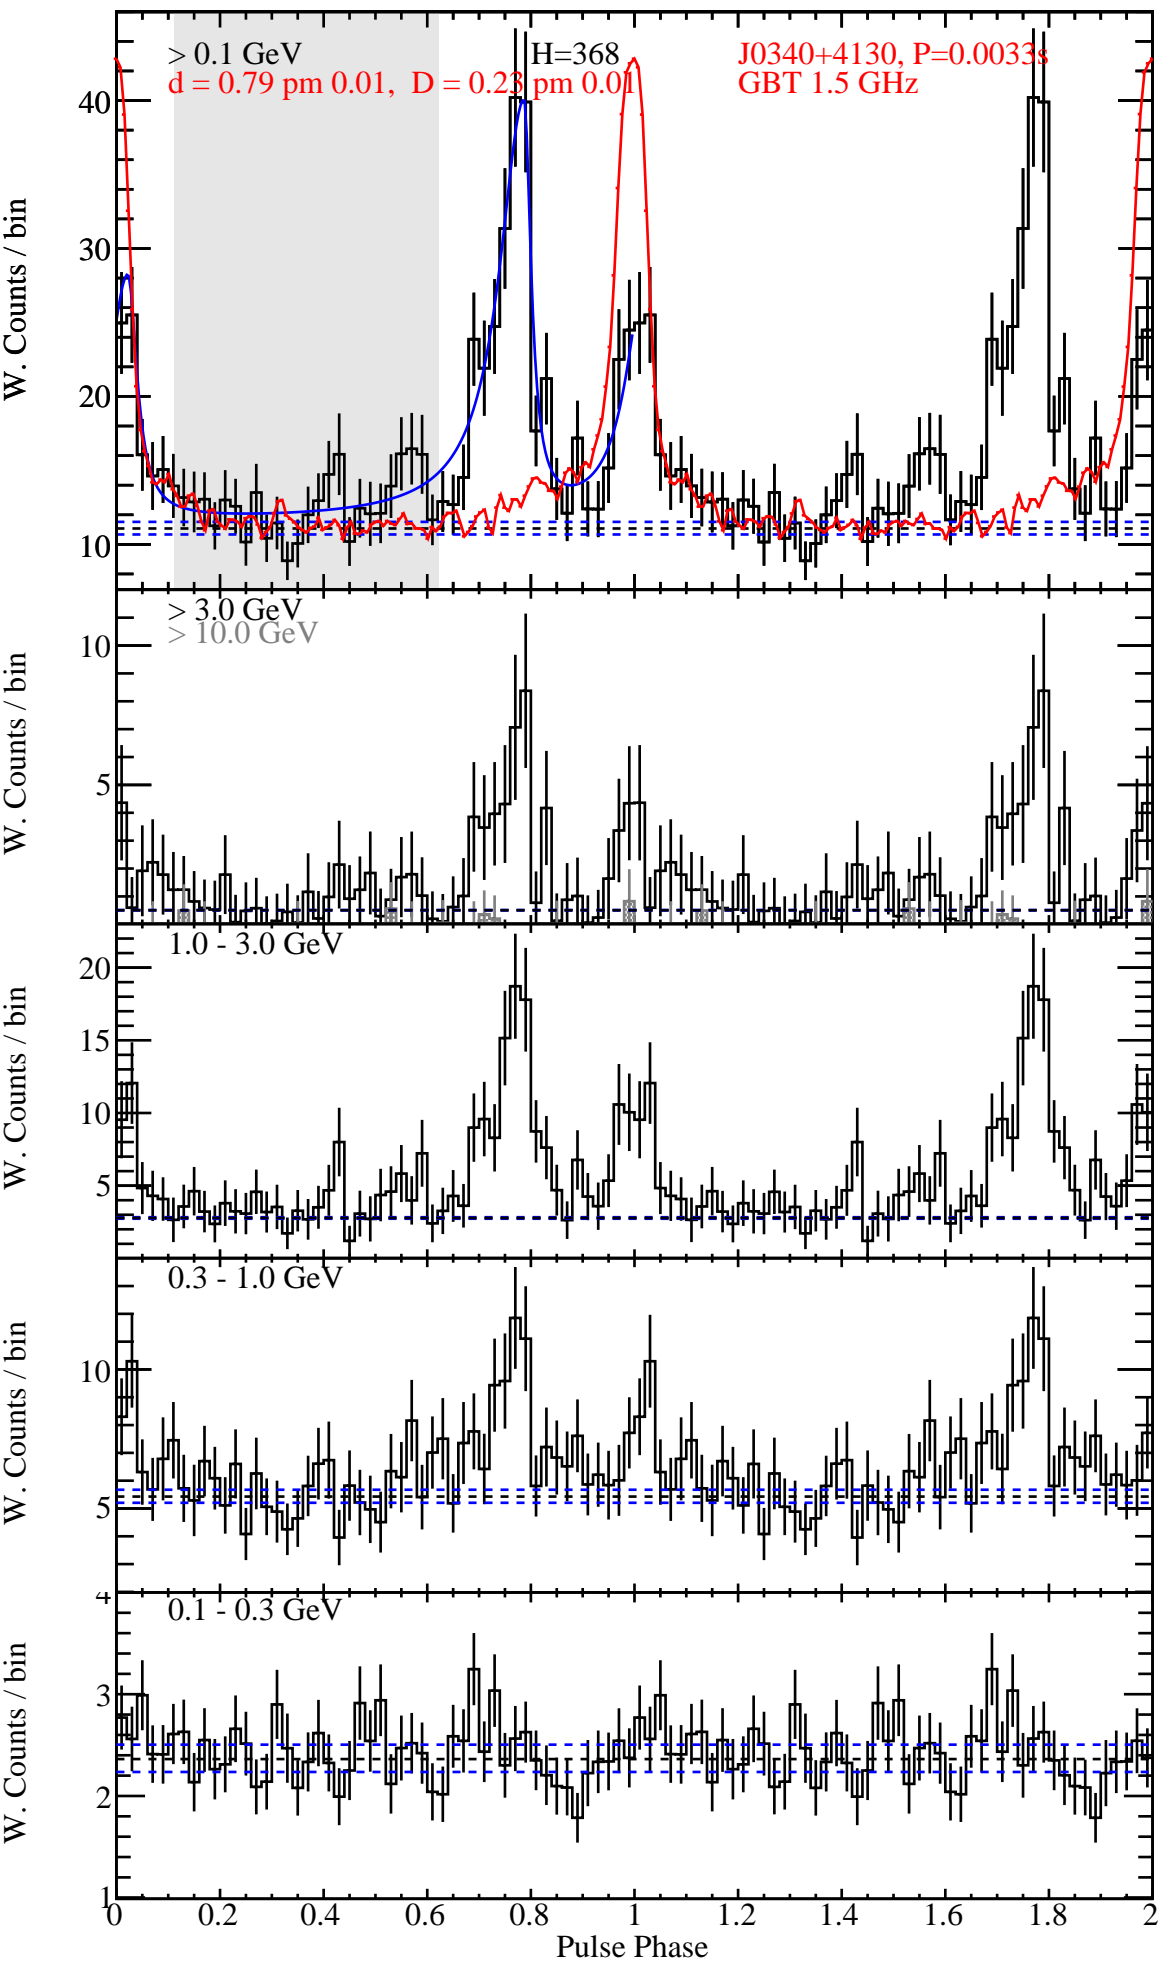 > 0.1 GeV
H=368
J0340+4130, P=0.0033s
d = 0.79 pm 0.01, D = 0.23 pm 0.01
GBT 1.5 GHz
40
30
20
10
W. Counts / bin
> 3.0 GeV
> 10.0 GeV
10
5
W. Counts / bin
1.0 - 3.0 GeV
20
15
10
5
W. Counts / bin
0.3 - 1.0 GeV
10
5
W. Counts / bin
0.1 - 0.3 GeV
4
3
2
1
W. Counts / bin
0 0.2 0.4 0.6 0.8 1 1.2 1.4 1.6 1.8 2
Pulse Phase